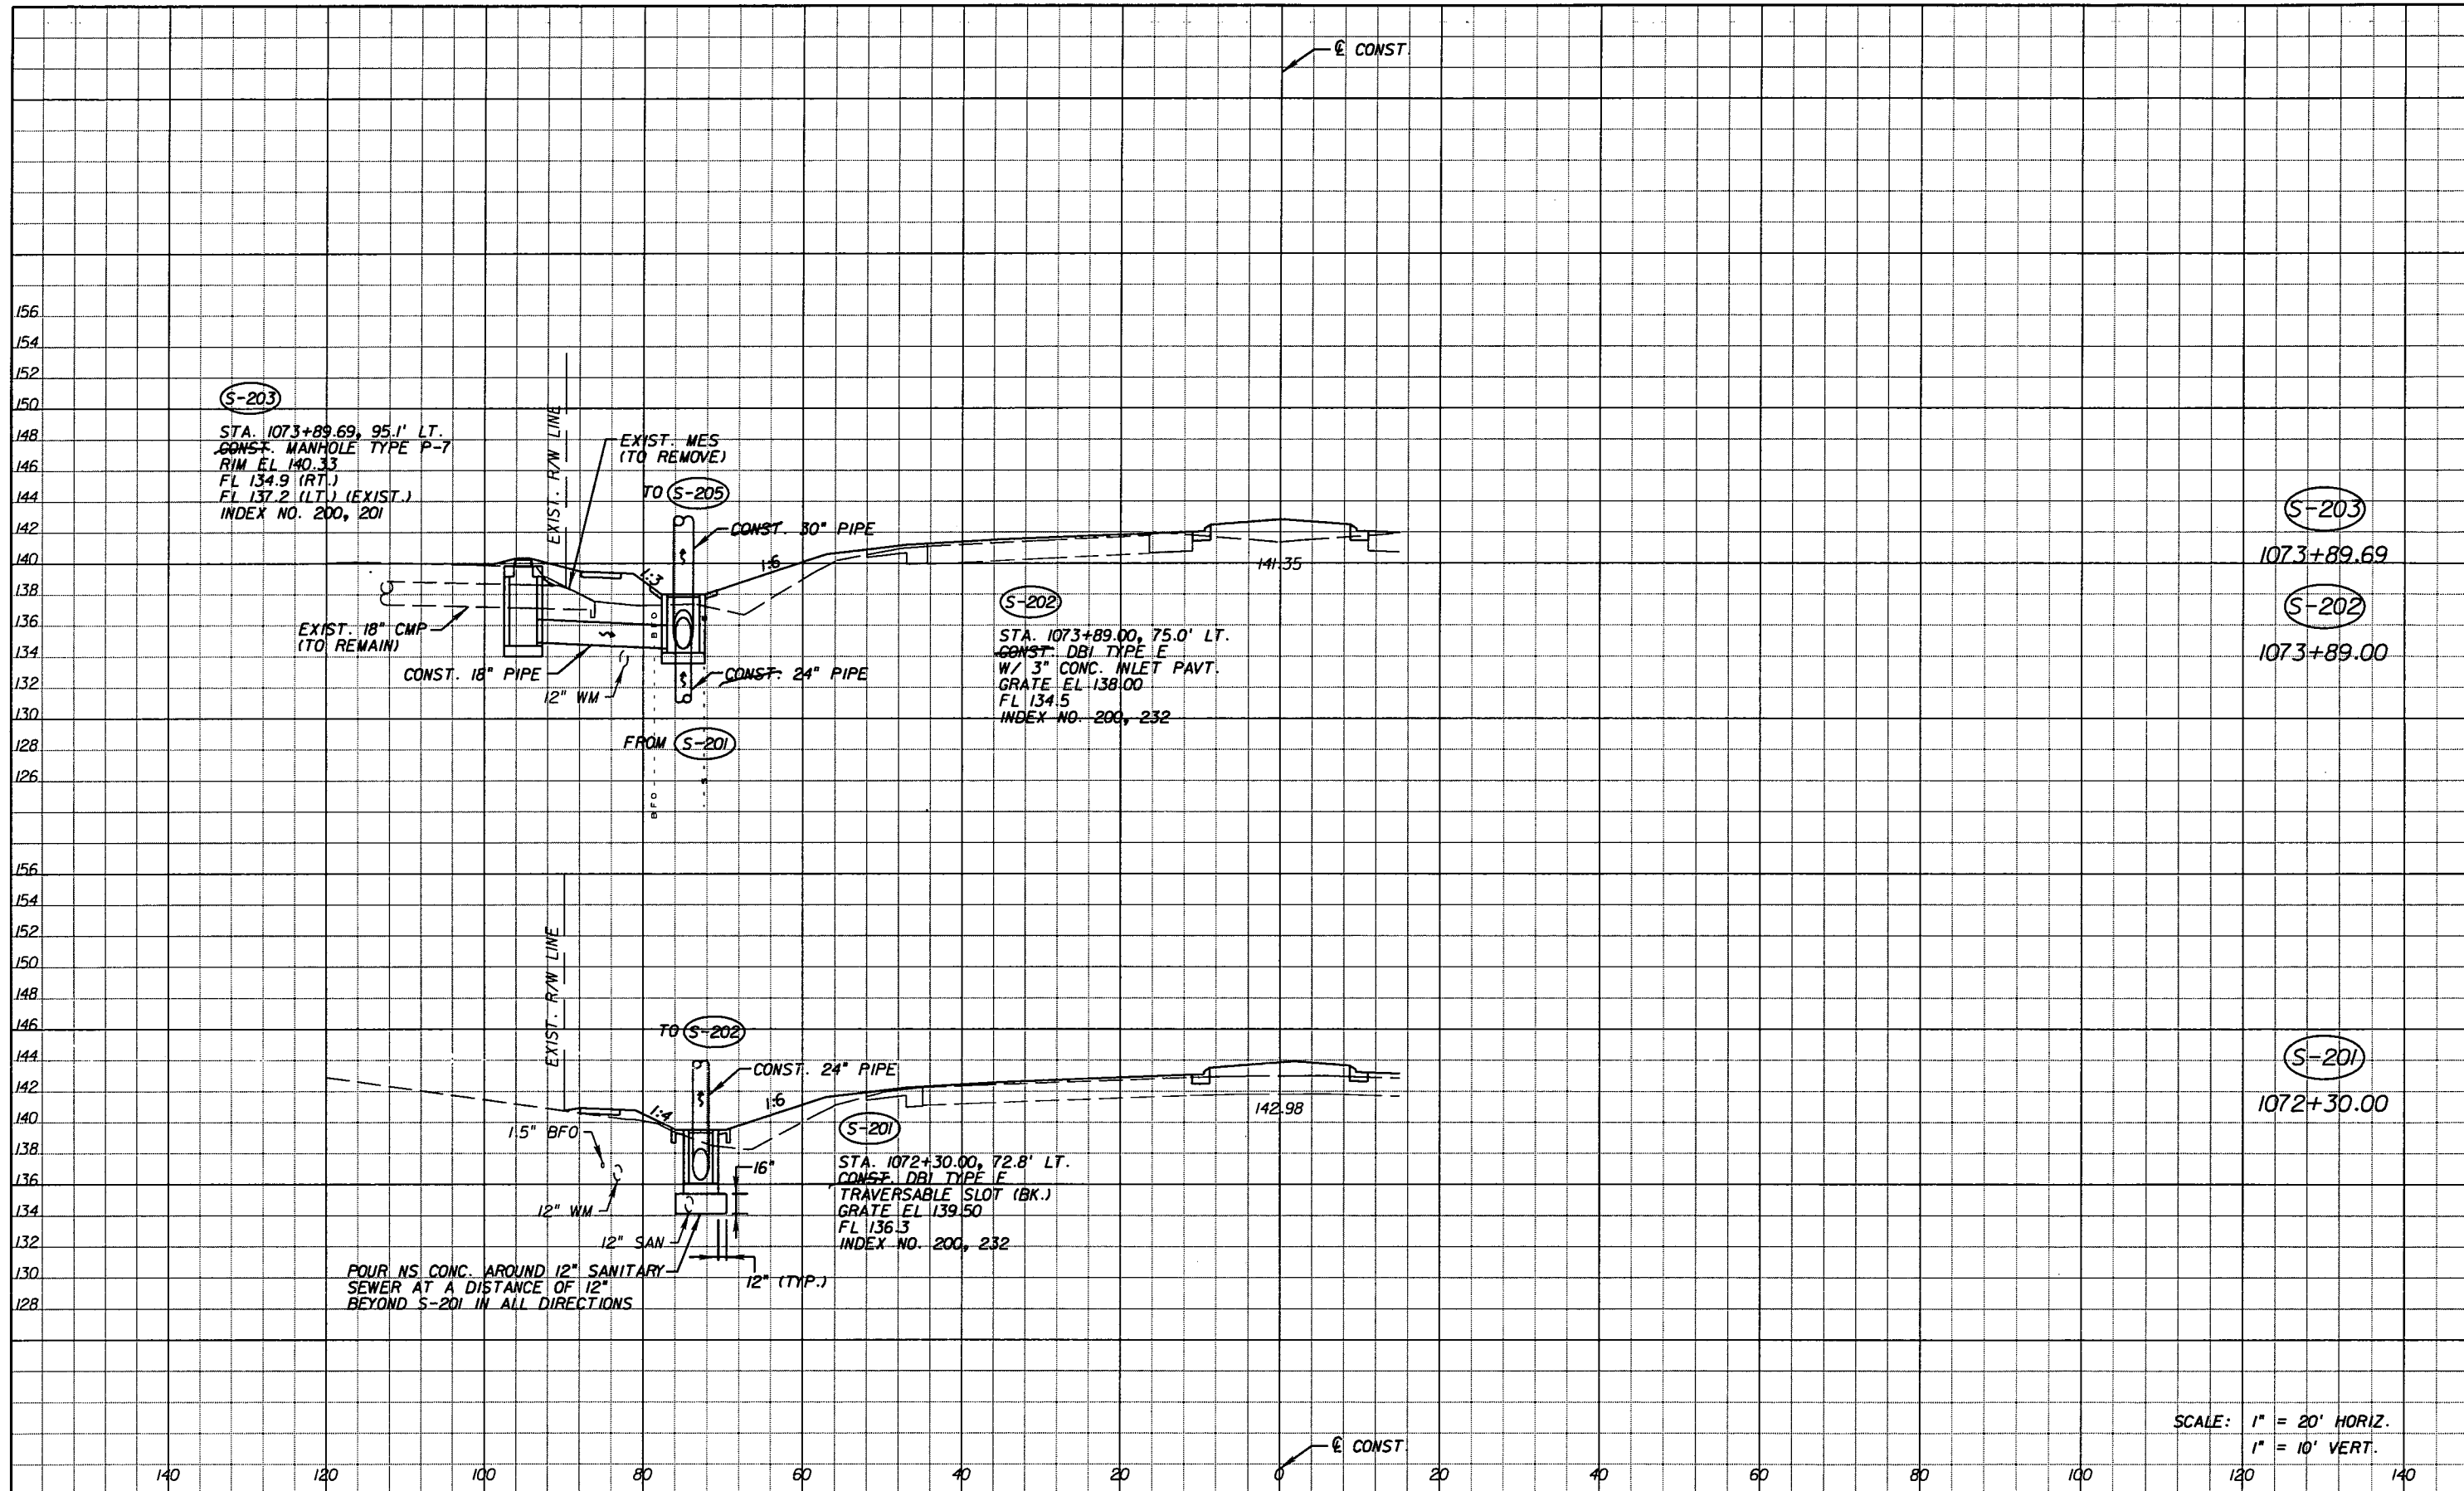 ℄ CONST.
156
154
152
150
148
146
144
142
140
138
136
134
132
130
128
126
S-203
STA. 1073+89.69, 95.1' LT.
CONST. MANHOLE TYPE P-7
RIM EL 140.33
FL 134.9 (RT.)
FL 137.2 (LT.) (EXIST.)
INDEX NO. 200, 201
EXIST. R/W LINE
EXIST. MES
(TO REMOVE)
TO S-205
CONST. 30" PIPE
1:3
1:6
141.35
EXIST. 18" CMP
(TO REMAIN)
CONST. 18" PIPE
12" WM
CONST. 24" PIPE
FROM S-201
BFO
BFO
S
S
S-202
STA. 1073+89.00, 75.0' LT.
CONST. DBI TYPE E
W/ 3" CONC. INLET PAVT.
GRATE EL 138.00
FL 134.5
INDEX NO. 200, 232
S-203
1073+89.69
S-202
1073+89.00
156
154
152
150
148
146
144
142
140
138
136
134
132
130
128
EXIST. R/W LINE
TO S-202
CONST. 24" PIPE
1:4
1:6
142.98
1.5" BFO
12" WM
12" SAN
16"
12" (TYP.)
POUR NS CONC. AROUND 12" SANITARY
SEWER AT A DISTANCE OF 12"
BEYOND S-201 IN ALL DIRECTIONS
S-201
STA. 1072+30.00, 72.8' LT.
CONST. DBI TYPE E
TRAVERSABLE SLOT (BK.)
GRATE EL 139.50
FL 136.3
INDEX NO. 200, 232
S-201
1072+30.00
SCALE: 1" = 20' HORIZ.
1" = 10' VERT.
℄ CONST.
140 120 100 80 60 40 20 0 20 40 60 80 100 120 140